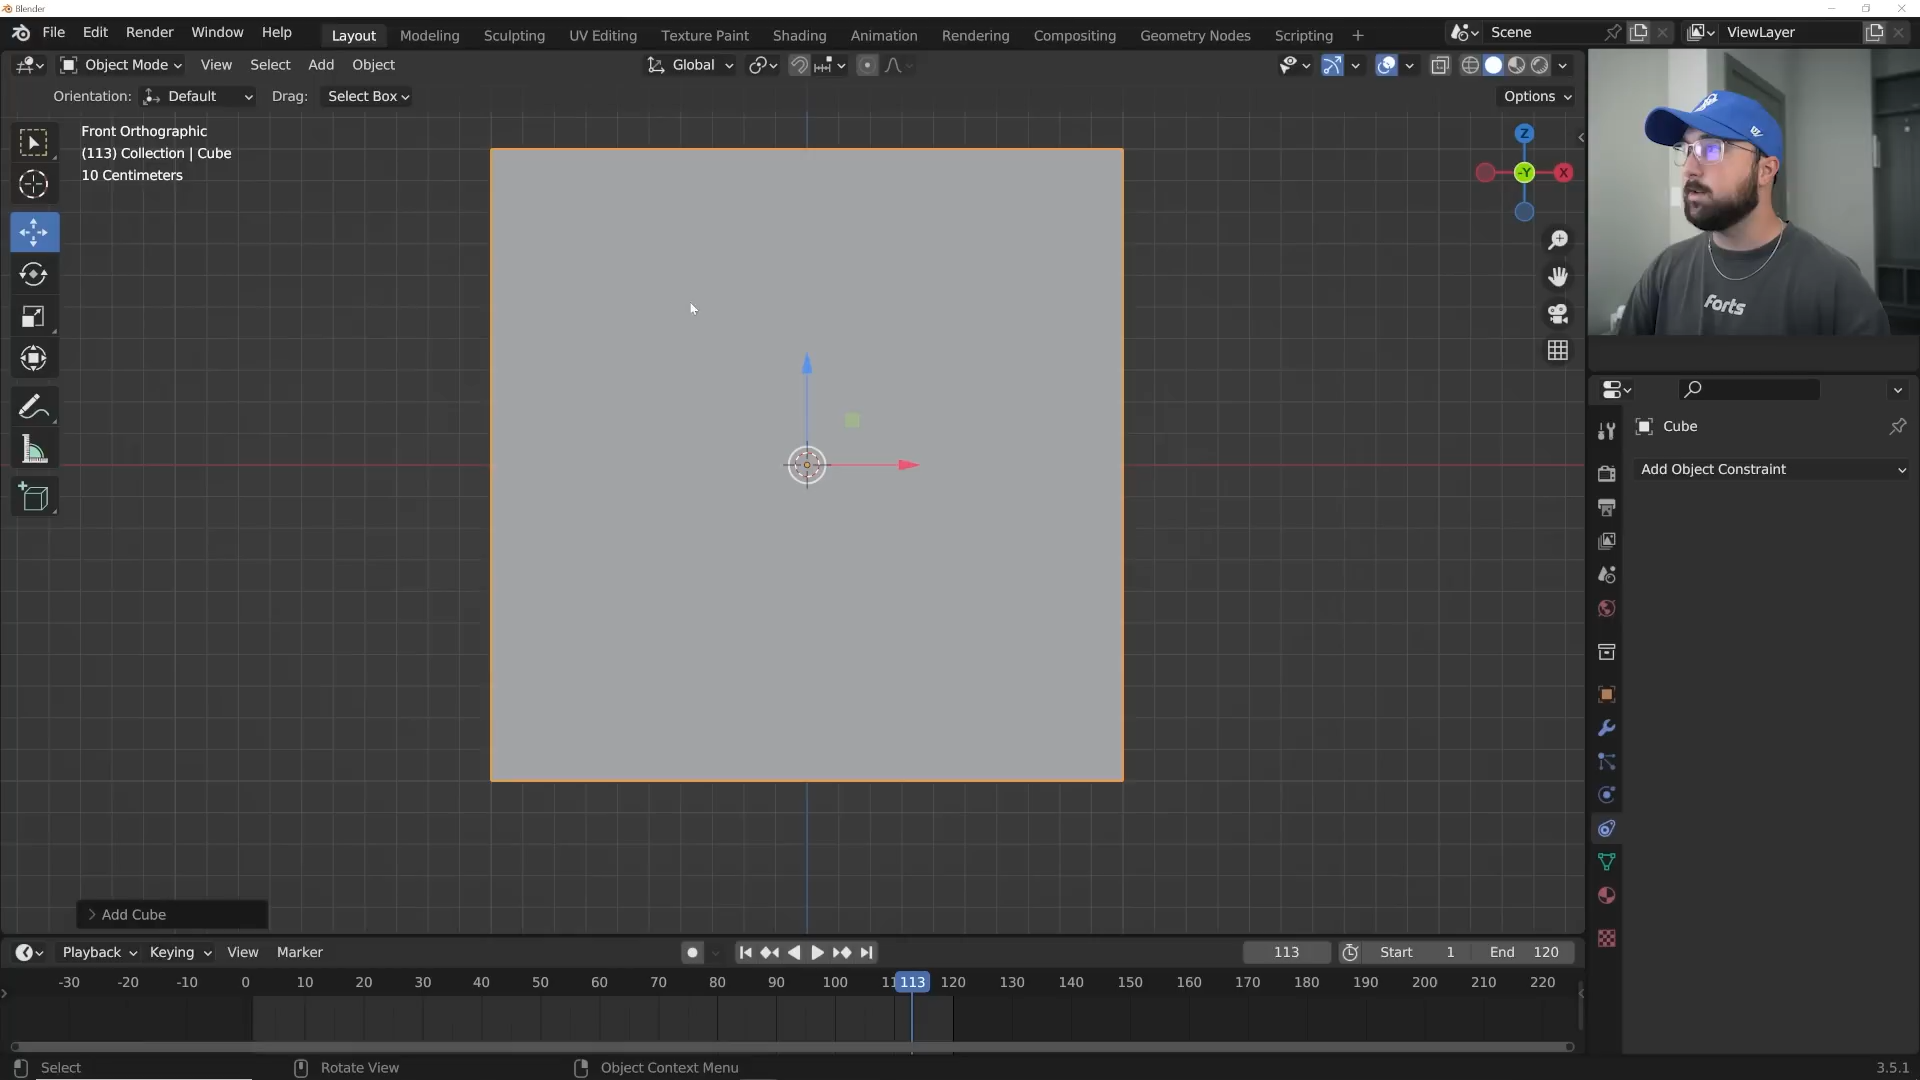 Blender
File Edit Render Window Help Layout Modeling Sculpting UV Editing Texture Paint Shading Animation Rendering Compositing Geometry Nodes Scripting + Scene ViewLayer
Object Mode View Select Add Object Global
Orientation: Default Drag: Select Box Options
Front Orthographic
(113) Collection | Cube
10 Centimeters
Z
-Y X
Forts
Cube
Add Object Constraint
Add Cube
Playback Keying View Marker 113 Start 1 End 120
-30 -20 -10 0 10 20 30 40 50 60 70 80 90 100 113 120 130 140 150 160 170 180 190 200 210 220
Select Rotate View Object Context Menu 3.5.1